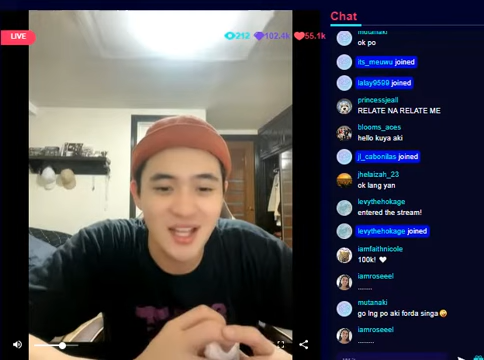 LIVE
212 102.4k 55.1k
Chat
mutanaki
ok po
its_meuwu joined
lalay9599 joined
princessjeall
RELATE NA RELATE ME
blooms_aces
hello kuya aki
jl_cabonilas joined
jhelaizah_23
ok lang yan
levythehokage
entered the stream!
levythehokage joined
iamfaithnicole
100k! ❤
iamroseeel
........
mutanaki
go lng po aki forda singa🤪
iamroseeel
........